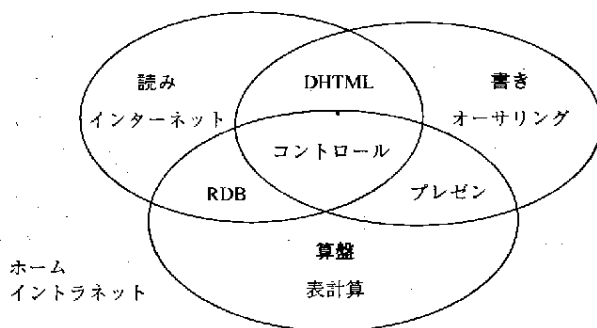 読み
DHTML
書き
インターネット
オーサリング
コントロール
RDB
プレゼン
算盤
表計算
ホーム
イントラネット